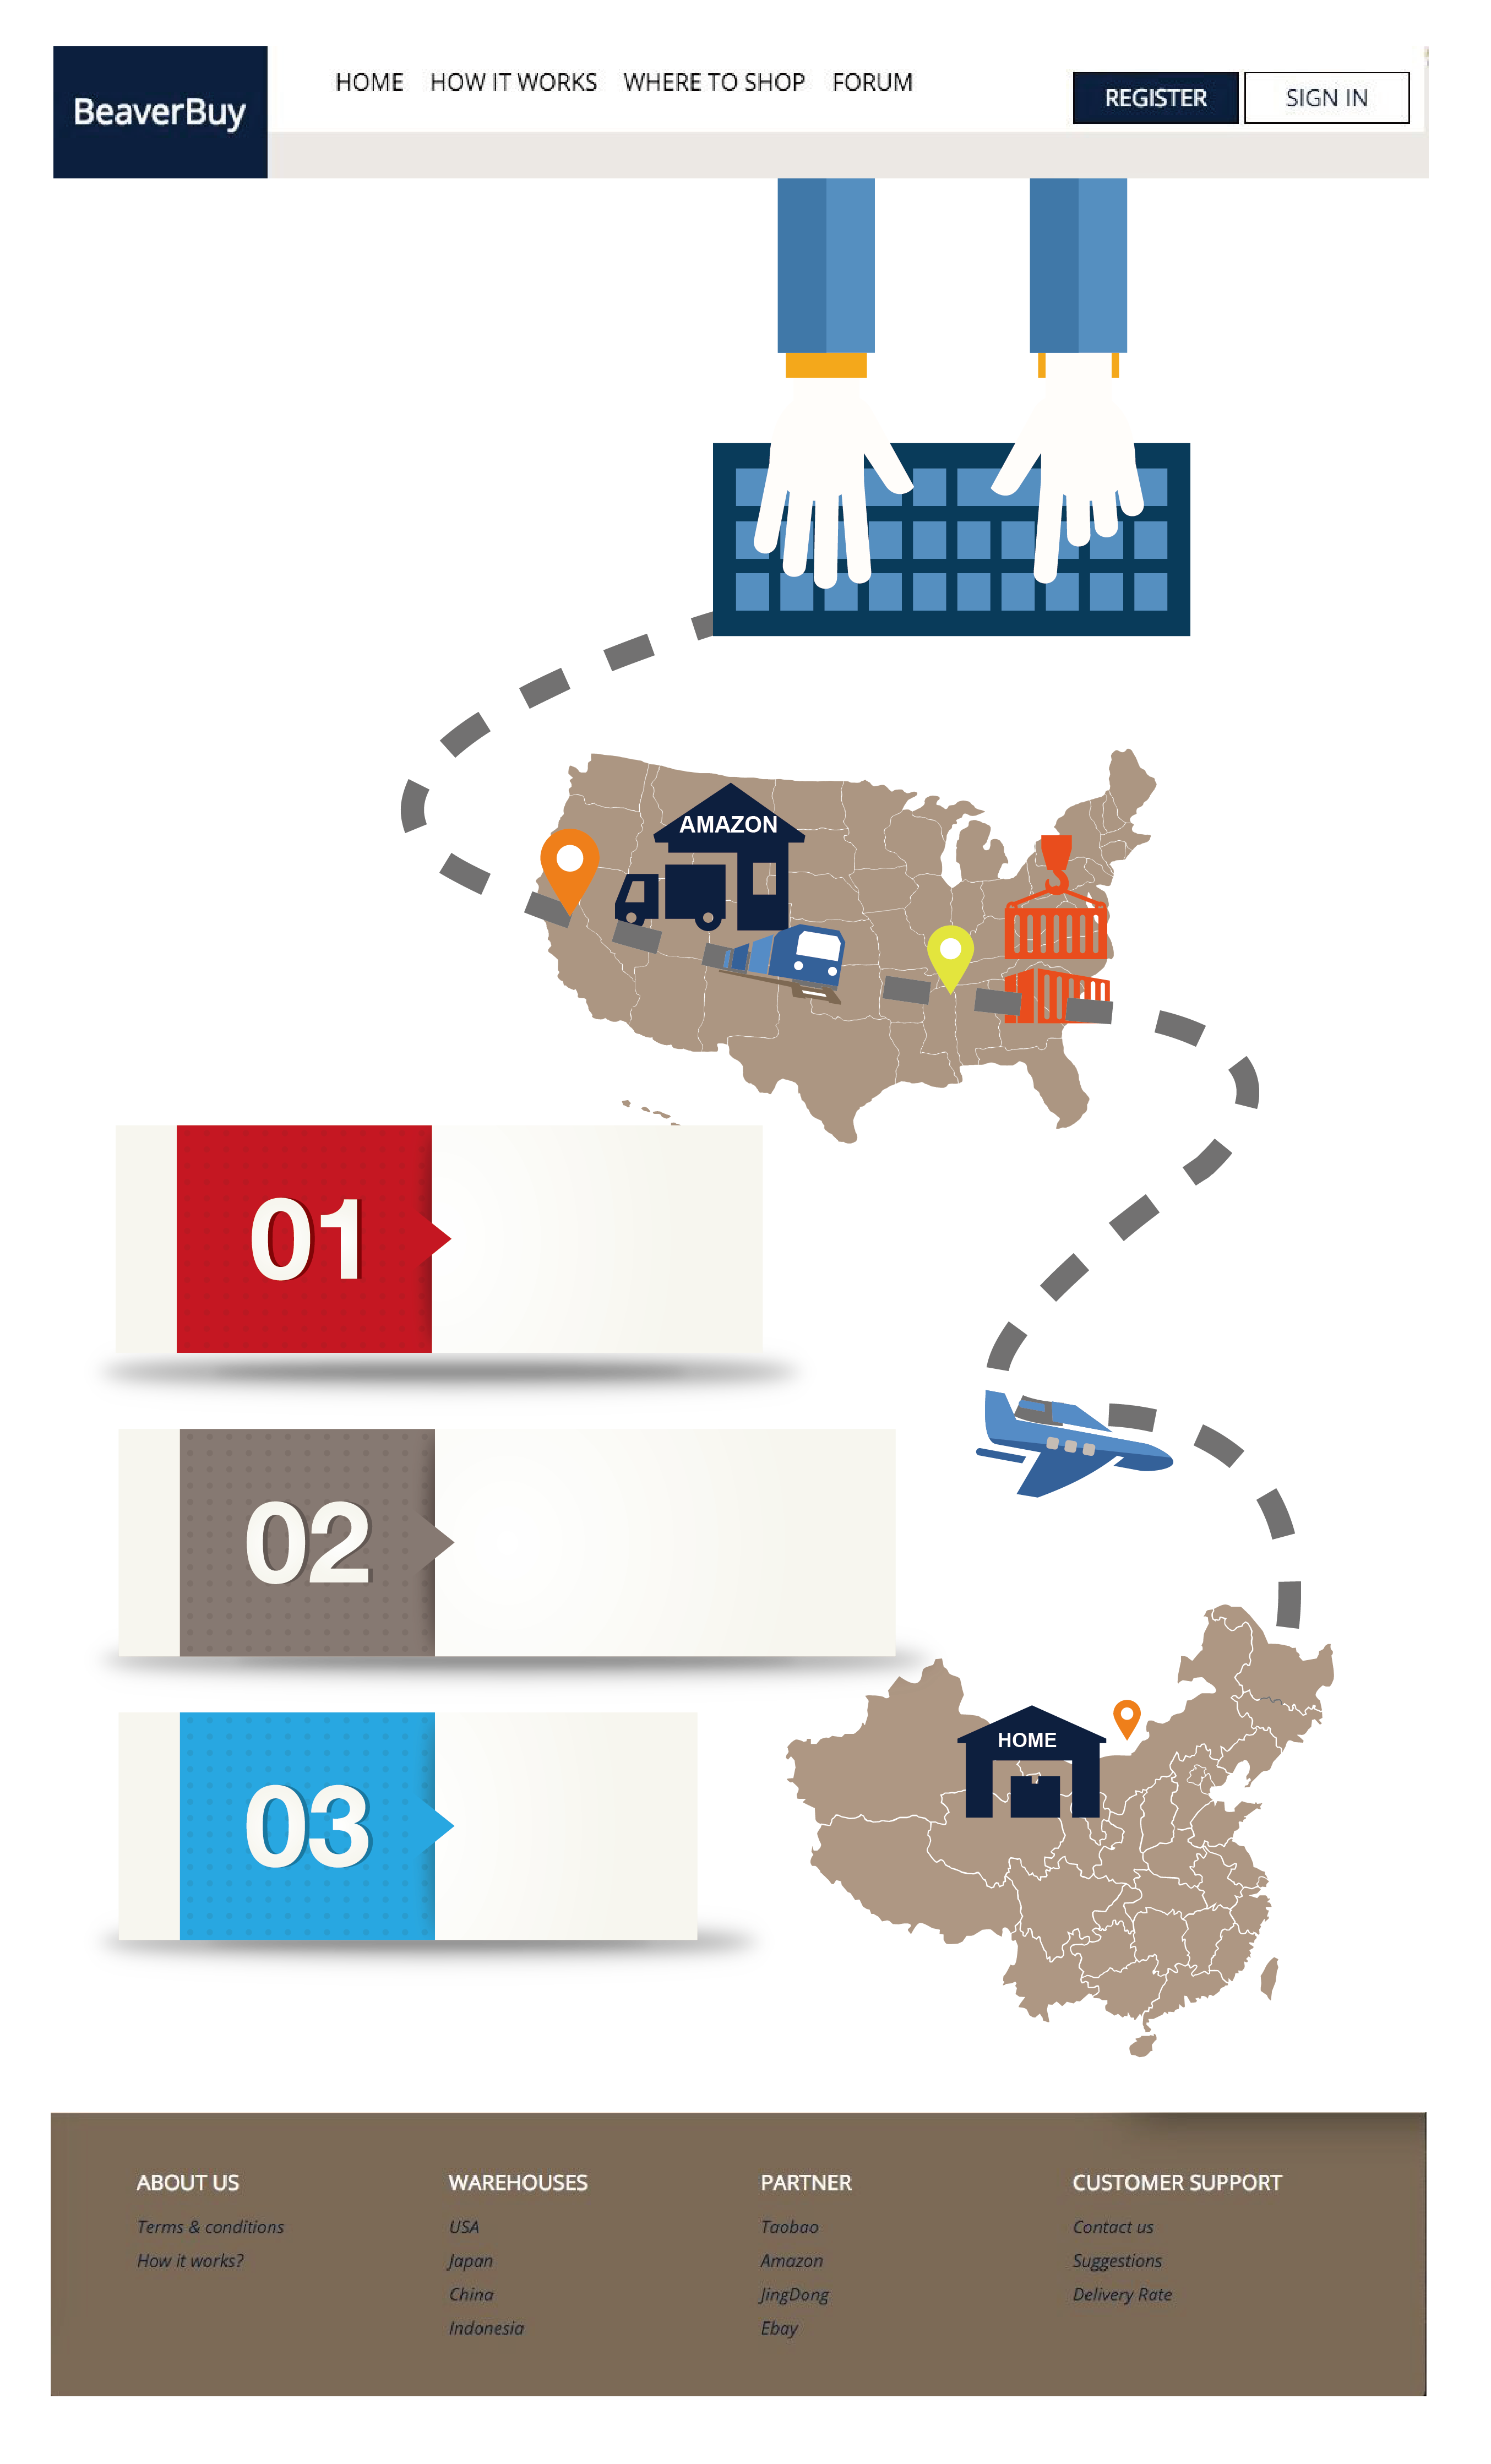 BeaverBuy
HOME HOW IT WORKS WHERE TO SHOP FORUM
REGISTER SIGN IN
AMAZON
01
02
HOME
03
ABOUT US
Terms & conditions
How it works?
WAREHOUSES
USA
Japan
China
Indonesia
PARTNER
Taobao
Amazon
JingDong
Ebay
CUSTOMER SUPPORT
Contact us
Suggestions
Delivery Rate